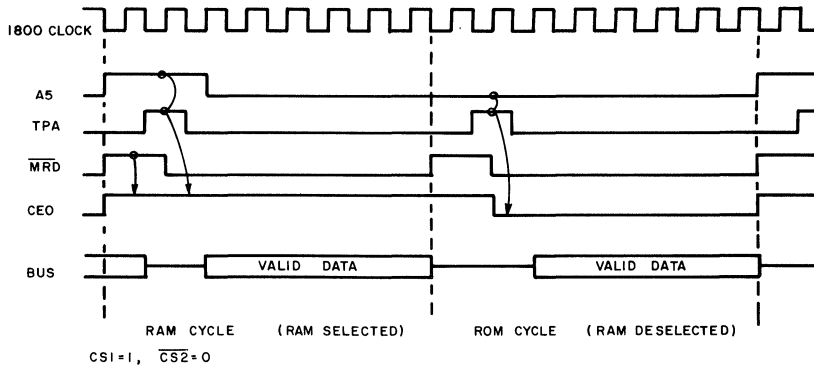 1800 CLOCK
A5
TPA
MRD
CEO
BUS
VALID DATA
VALID DATA
RAM CYCLE (RAM SELECTED)
ROM CYCLE (RAM DESELECTED)
CS1=1, CS2=0